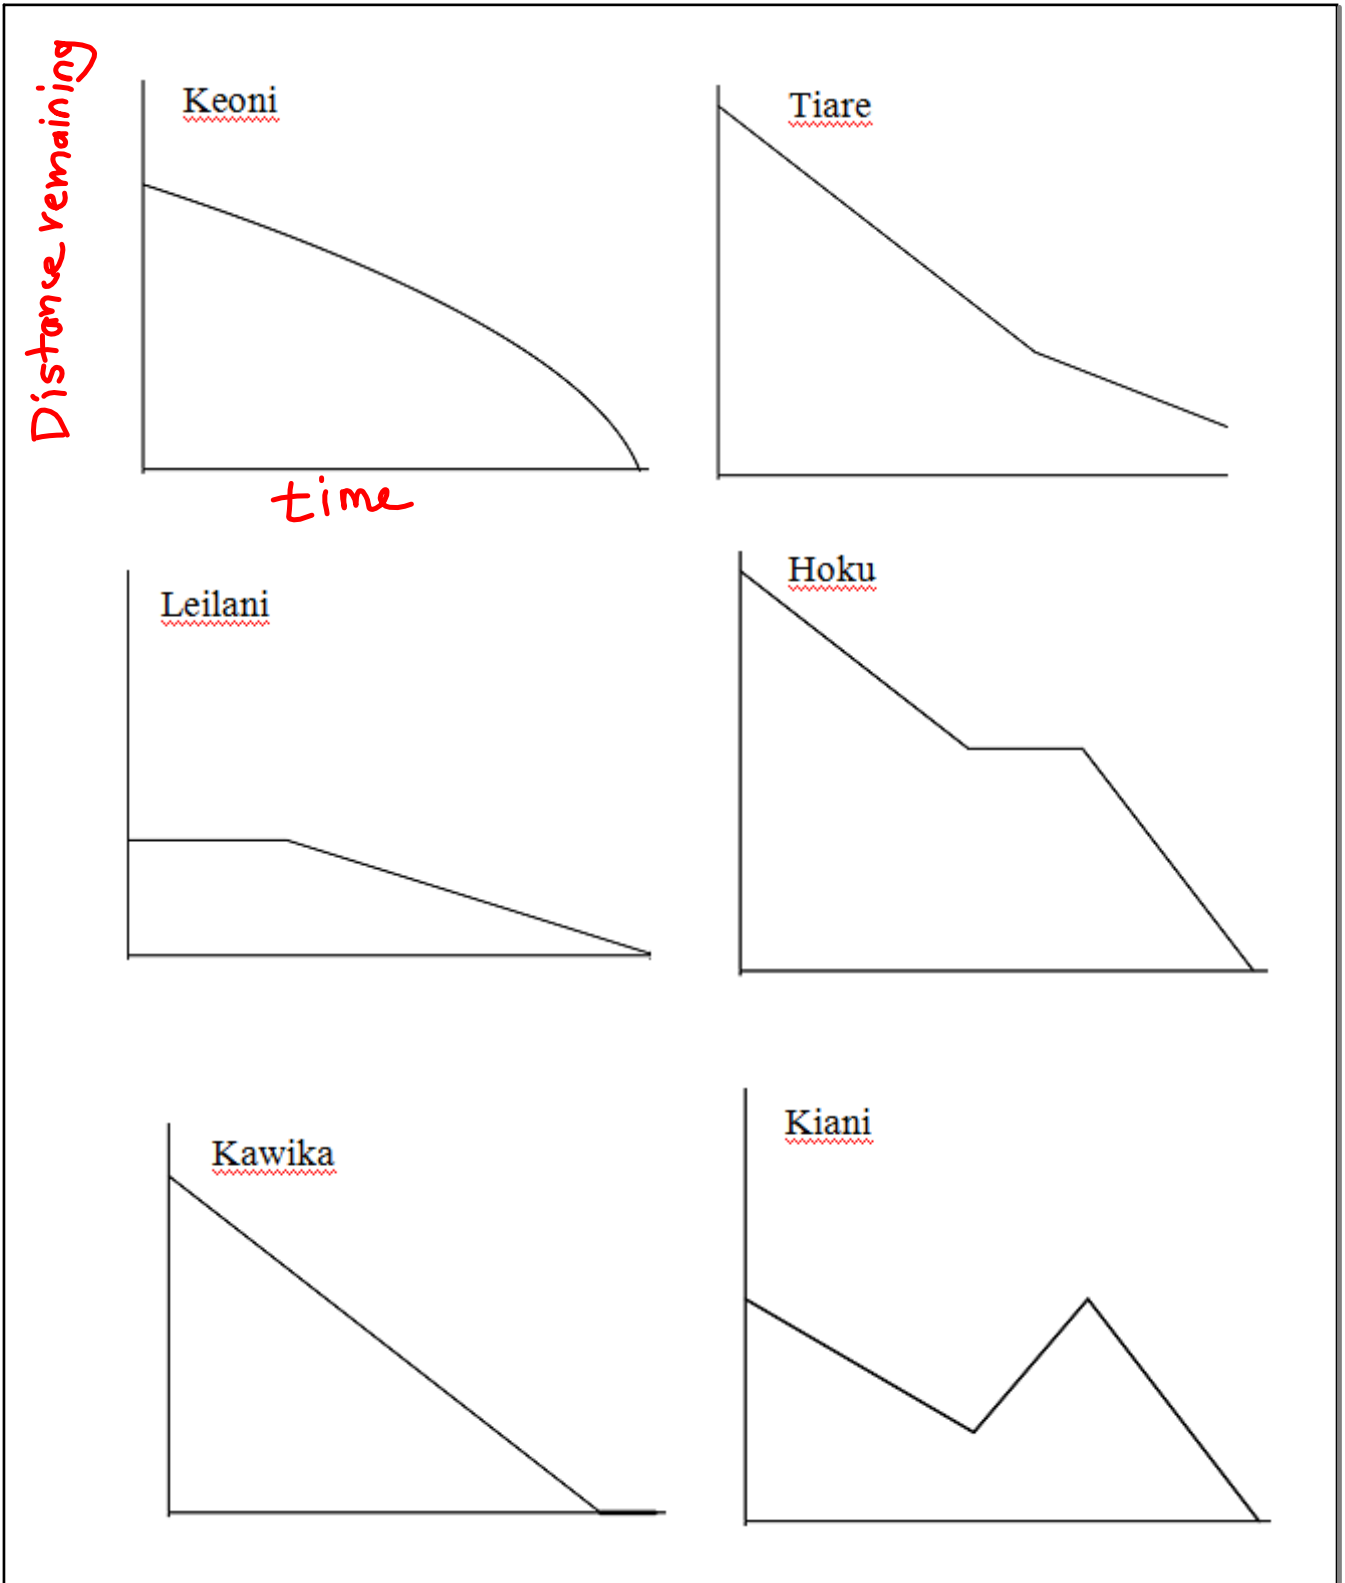 Distance remaining
Keoni
Tiare
time
Leilani
Hoku
Kawika
Kiani